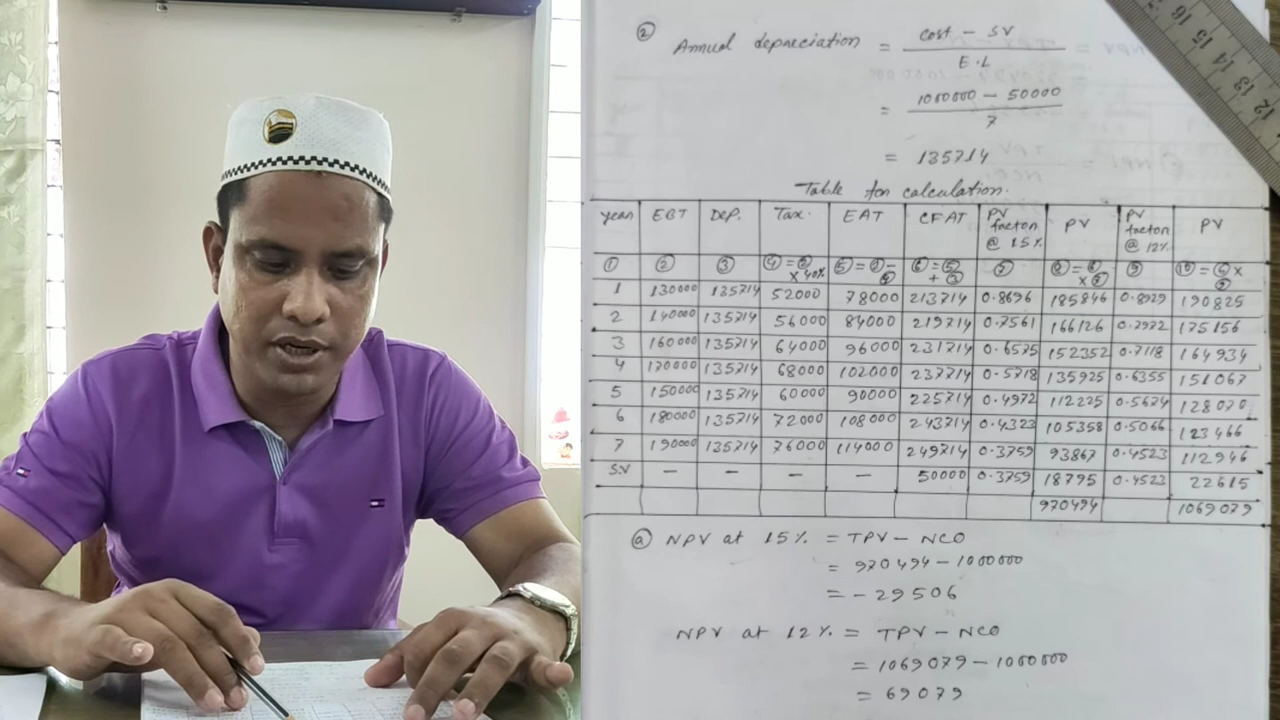 ② Annual depreciation = cost - SV
E.L
= 1000000 - 50000
7
= 135714
Table for calculation.
year EBT Dep. Tax. EAT CFAT PV factor @ 15% PV PV factor @ 12% PV
① ② ③ ④=②×40% ⑤=②-④ ⑥=⑤+③ ⑦ ⑧=⑥×⑦ ⑨ ⑩=⑥×⑨
1 130000 135714 52000 78000 213714 0.8696 185846 0.8929 190825
2 140000 135714 56000 84000 219714 0.7561 166126 0.7972 175156
3 160000 135714 64000 96000 231714 0.6575 152352 0.7118 164934
4 170000 135714 68000 102000 237714 0.5718 135925 0.6355 151067
5 150000 135714 60000 90000 225714 0.4972 112225 0.5674 128070
6 180000 135714 72000 108000 243714 0.4323 105358 0.5066 123466
7 190000 135714 76000 114000 249714 0.3759 93867 0.4523 112946
S.V - - - - 50000 0.3759 18795 0.4523 22615
970494 1069079
ⓐ NPV at 15% = TPV - NCO
= 970494 - 1000000
= -29506
NPV at 12% = TPV - NCO
= 1069079 - 1000000
= 69079
12 13 14 15 16